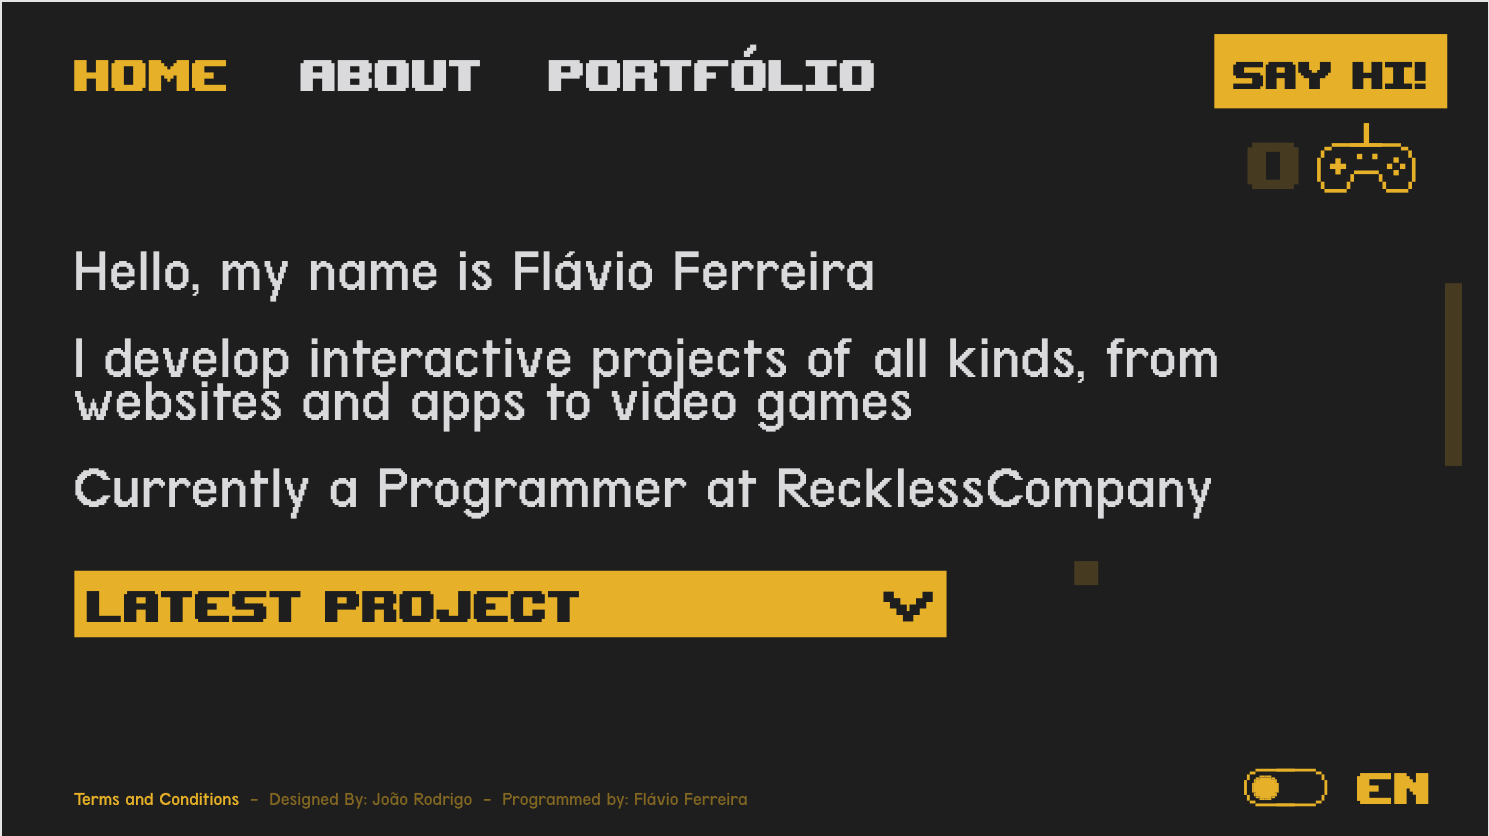 HOME ABOUT PORTFÓLIO SAY HI!
0
Hello, my name is Flávio Ferreira
I develop interactive projects of all kinds, from
websites and apps to video games
Currently a Programmer at RecklessCompany
LATEST PROJECT
Terms and Conditions - Designed By: João Rodrigo - Programmed by: Flávio Ferreira
EN